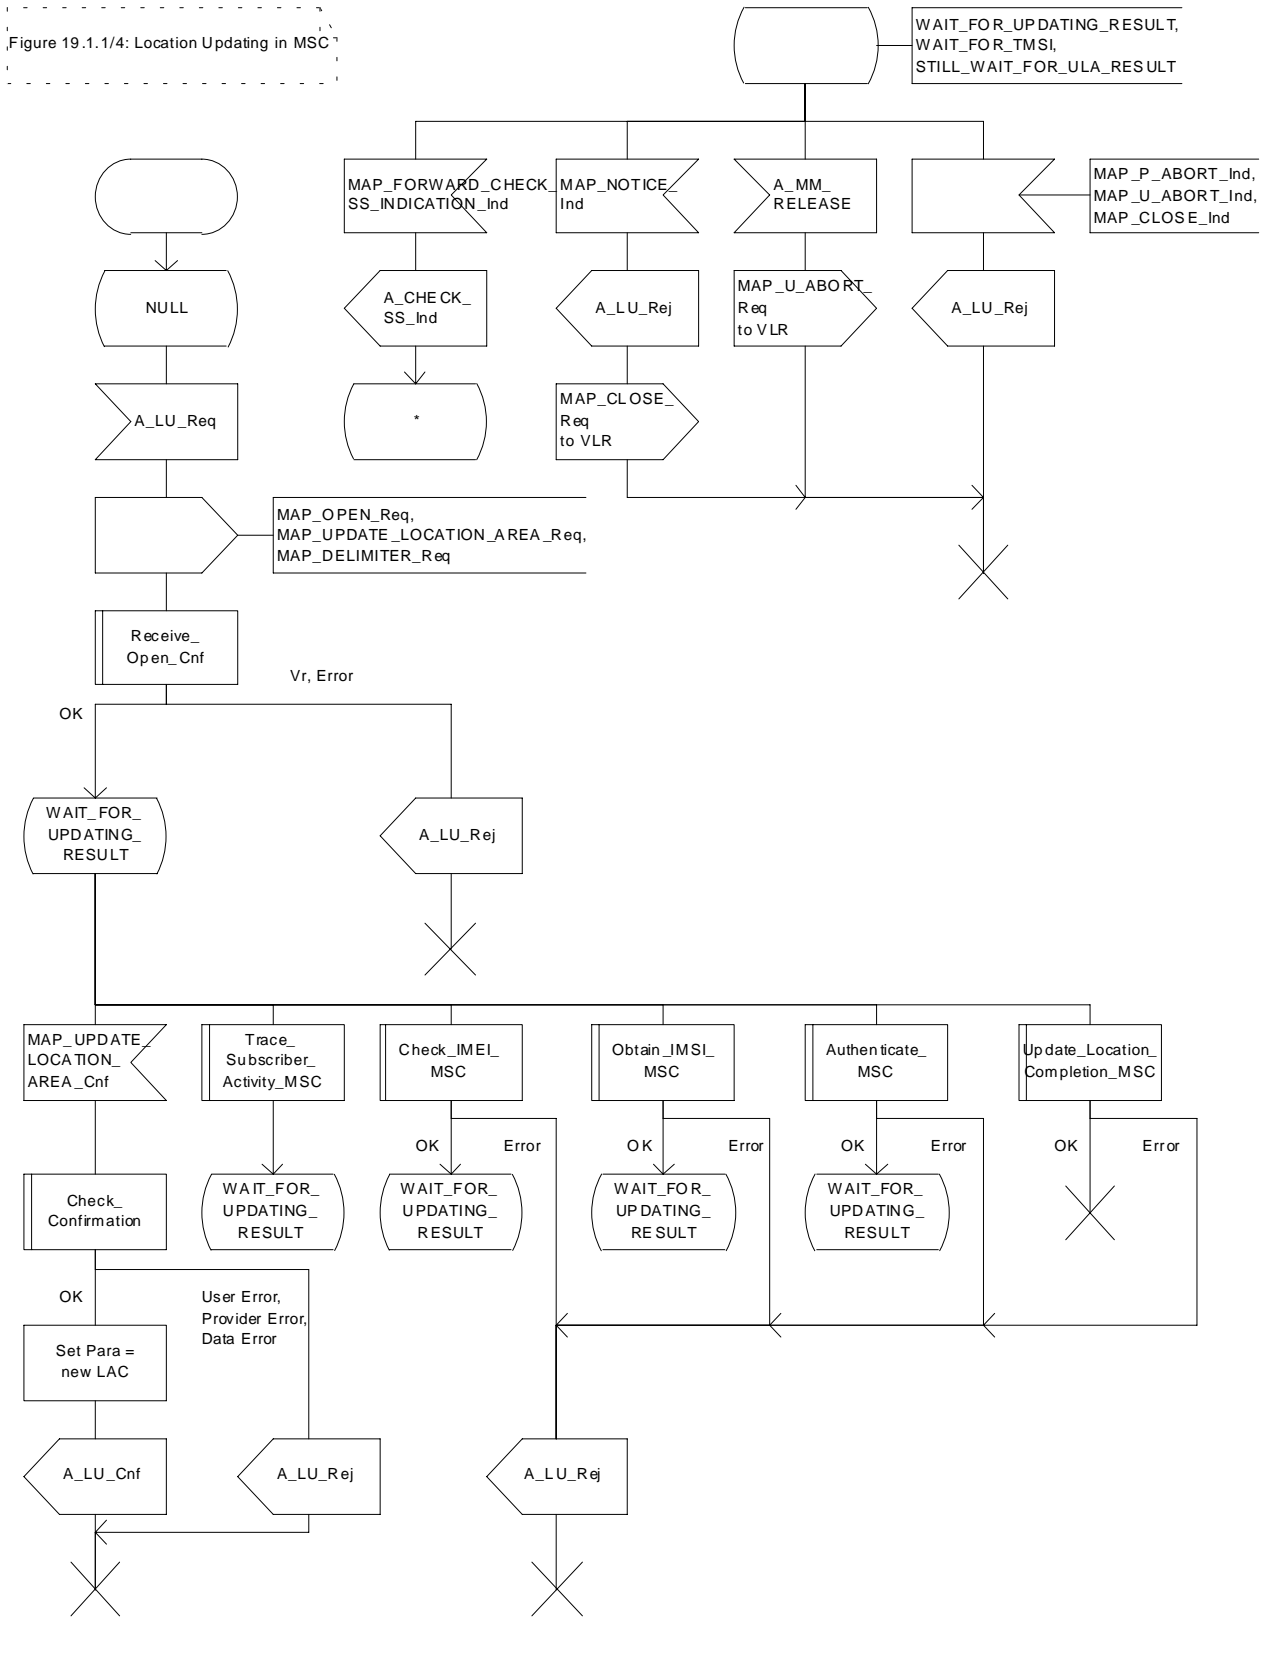 Figure 19.1.1/4: Location Updating in MSC
WAIT_FOR_UPDATING_RESULT,
WAIT_FOR_TMSI,
STILL_WAIT_FOR_ULA_RESULT
MAP_FORWARD_CHECK_
SS_INDICATION_Ind
MAP_NOTICE_
Ind
A_MM_
RELEASE
MAP_P_ABORT_Ind,
MAP_U_ABORT_Ind,
MAP_CLOSE_Ind
NULL
A_CHECK_
SS_Ind
A_LU_Rej
MAP_U_ABORT_
Req
to VLR
A_LU_Rej
A_LU_Req
*
MAP_CLOSE_
Req
to VLR
MAP_OPEN_Req,
MAP_UPDATE_LOCATION_AREA_Req,
MAP_DELIMITER_Req
Receive_
Open_Cnf
Vr, Error
OK
WAIT_FOR_
UPDATING_
RESULT
A_LU_Rej
MAP_UPDATE_
LOCATION_
AREA_Cnf
Trace_
Subscriber_
Activity_MSC
Check_IMEI_
MSC
Obtain_IMSI_
MSC
Authenticate_
MSC
Update_Location_
Completion_MSC
OK
Error
OK
Error
OK
Error
OK
Error
Check_
Confirmation
WAIT_FOR_
UPDATING_
RESULT
WAIT_FOR_
UPDATING_
RESULT
WAIT_FOR_
UPDATING_
RESULT
WAIT_FOR_
UPDATING_
RESULT
OK
User Error,
Provider Error,
Data Error
Set Para =
new LAC
A_LU_Cnf
A_LU_Rej
A_LU_Rej